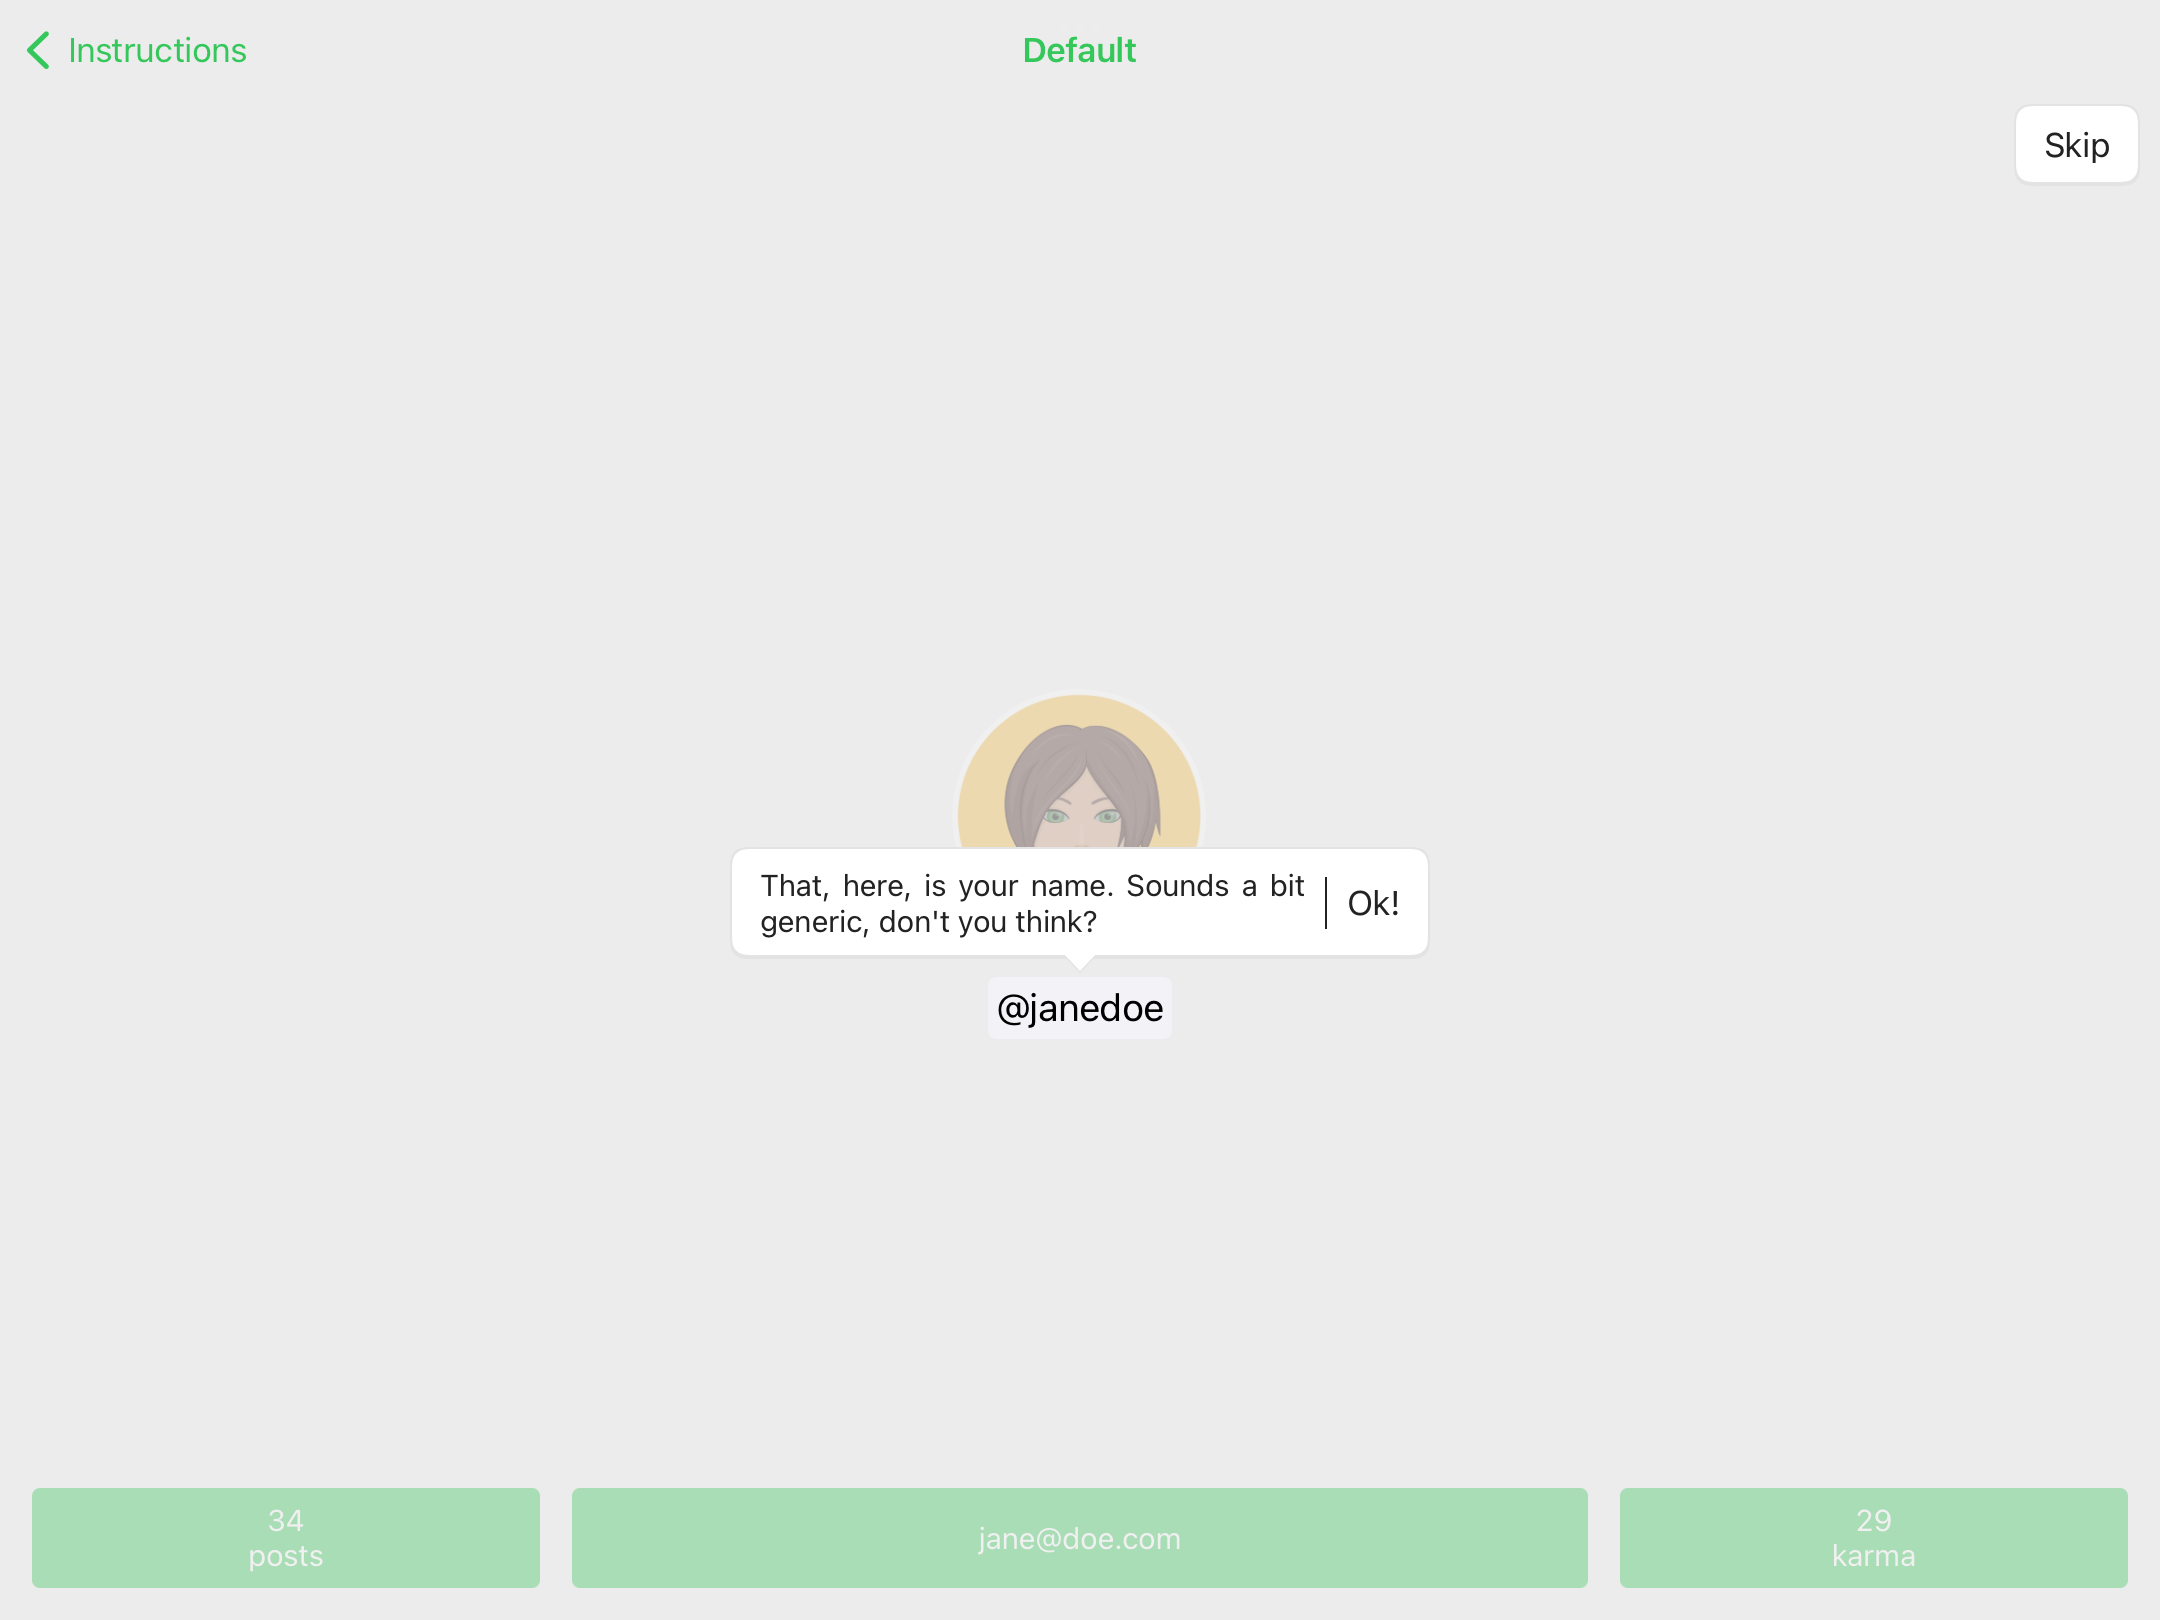 Instructions
Default
Skip
That, here, is your name. Sounds a bit
generic, don't you think?
Ok!
@janedoe
34
posts
jane@doe.com
29
karma